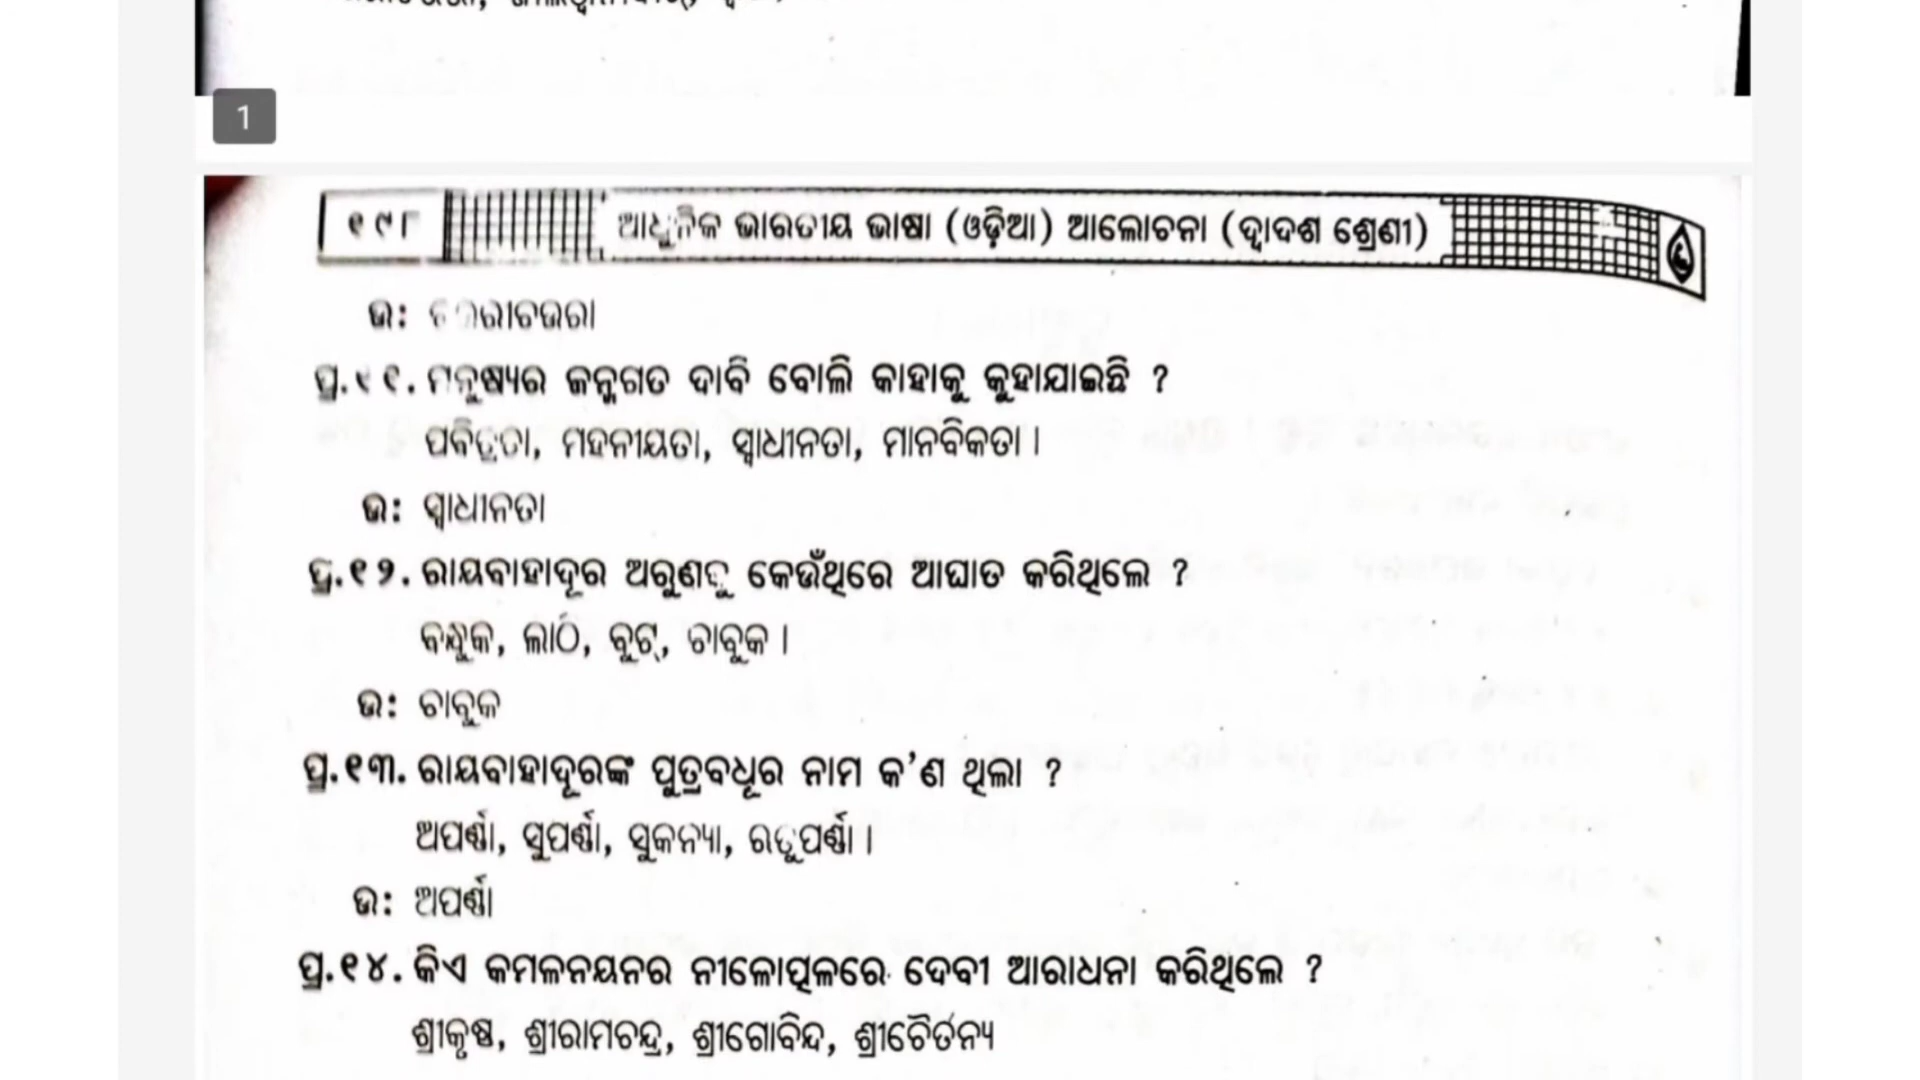 1
୧୯୮ ଆଧୁନିକ ଭାରତୀୟ ଭାଷା (ଓଡ଼ିଆ) ଆଲୋଚନା (ଦ୍ୱାଦଶ ଶ୍ରେଣୀ)
ଉ:
ପ୍ର.୧୧. ମନୁଷ୍ୟର ଜନ୍ମଗତ ଦାବି ବୋଲି କାହାକୁ କୁହାଯାଇଛି ?
ପବିତ୍ରତା, ମହନୀୟତା, ସ୍ୱାଧୀନତା, ମାନବିକତା ।
ଉ: ସ୍ୱାଧୀନତା
ପ୍ର.୧୨. ରାୟବାହାଦୂର ଅରୁଣକୁ କେଉଁଥିରେ ଆଘାତ କରିଥିଲେ ?
ବନ୍ଧୁକ, ଲାଠି, ବୁଟ୍, ଚାବୁକ ।
ଉ: ଚାବୁକ
ପ୍ର.୧୩. ରାୟବାହାଦୂରଙ୍କ ପୁତ୍ରବଧୂର ନାମ କ'ଣ ଥିଲା ?
ଅପର୍ଣ୍ଣା, ସୁପର୍ଣ୍ଣା, ସୁକନ୍ୟା, ଋତୁପର୍ଣ୍ଣା ।
ଉ: ଅପର୍ଣ୍ଣା
ପ୍ର.୧୪. କିଏ କମଳନୟନର ନୀଳୋତ୍ପଳରେ ଦେବୀ ଆରାଧନା କରିଥିଲେ ?
ଶ୍ରୀକୃଷ୍ଣ, ଶ୍ରୀରାମଚନ୍ଦ୍ର, ଶ୍ରୀଗୋବିନ୍ଦ, ଶ୍ରୀଚୈତନ୍ୟ